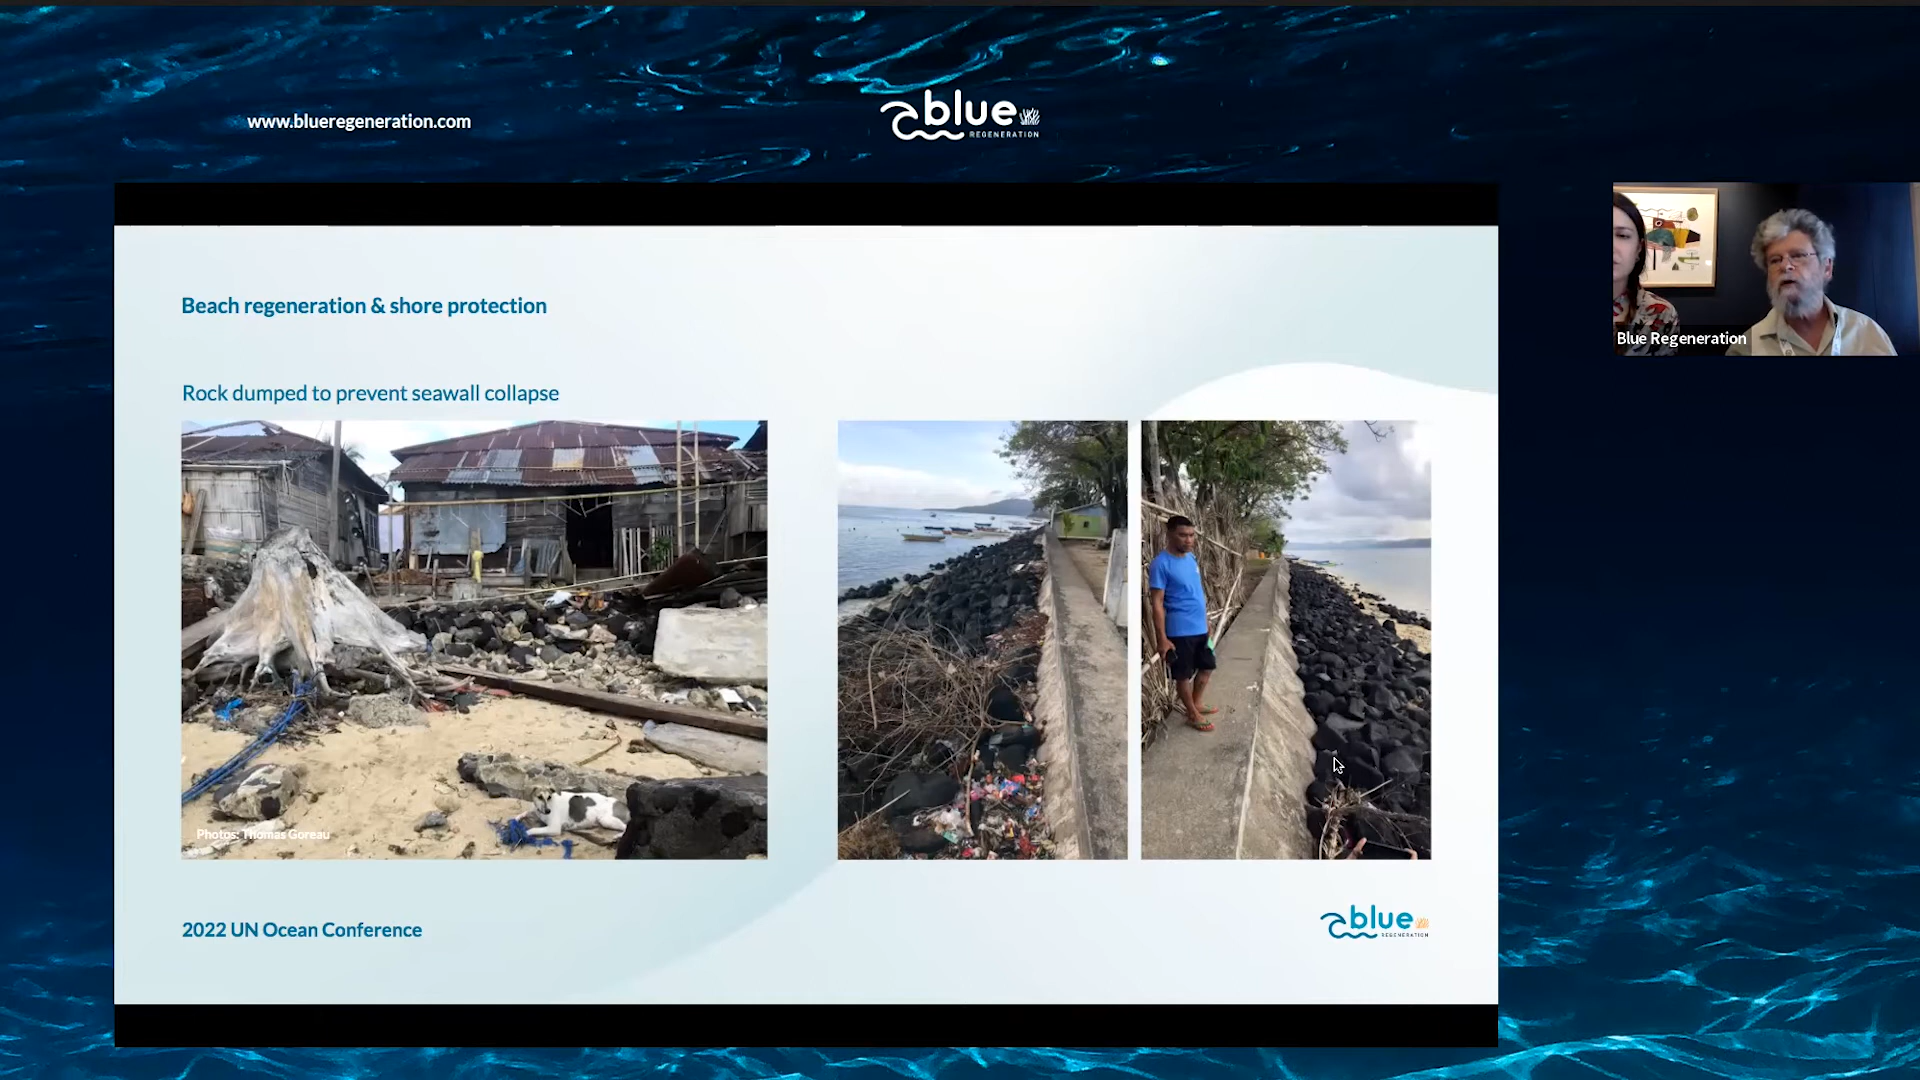 www.blueregeneration.com
blue
REGENERATION
Beach regeneration & shore protection
Rock dumped to prevent seawall collapse
Photos: Thomas Goreau
2022 UN Ocean Conference
blue
REGENERATION
Blue Regeneration